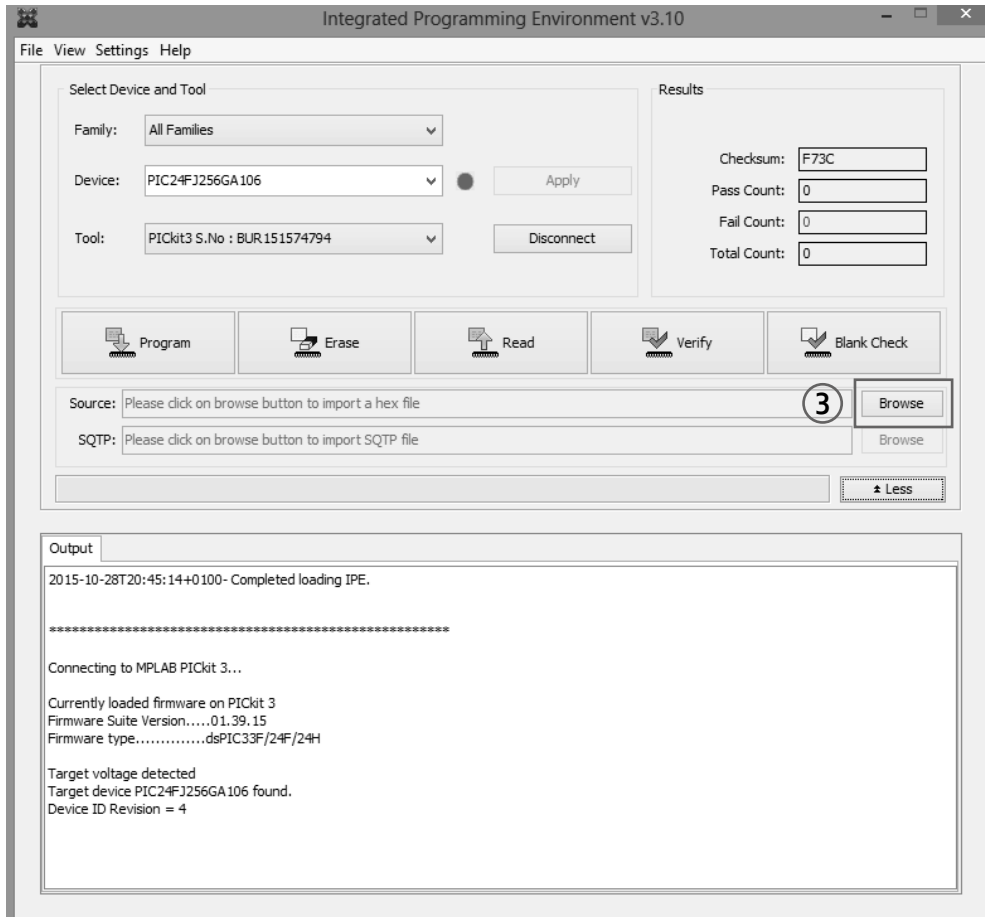 Integrated Programming Environment v3.10
File View Settings Help
Select Device and Tool
Family: All Families
Device: PIC24FJ256GA106 Apply
Tool: PICkit3 S.No : BUR151574794 Disconnect
Results
Checksum: F73C
Pass Count: 0
Fail Count: 0
Total Count: 0
Program Erase Read Verify Blank Check
Source: Please click on browse button to import a hex file ③ Browse
SQTP: Please click on browse button to import SQTP file Browse
Less
Output
2015-10-28T20:45:14+0100- Completed loading IPE.
*****************************************************
Connecting to MPLAB PICkit 3...
Currently loaded firmware on PICkit 3
Firmware Suite Version.....01.39.15
Firmware type..............dsPIC33F/24F/24H
Target voltage detected
Target device PIC24FJ256GA106 found.
Device ID Revision = 4